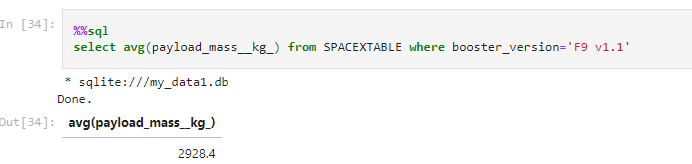 In [34]:
%%sql
select avg(payload_mass__kg_) from SPACEXTABLE where booster_version='F9 v1.1'
* sqlite:///my_data1.db
Done.
Out[34]: avg(payload_mass__kg_)
2928.4